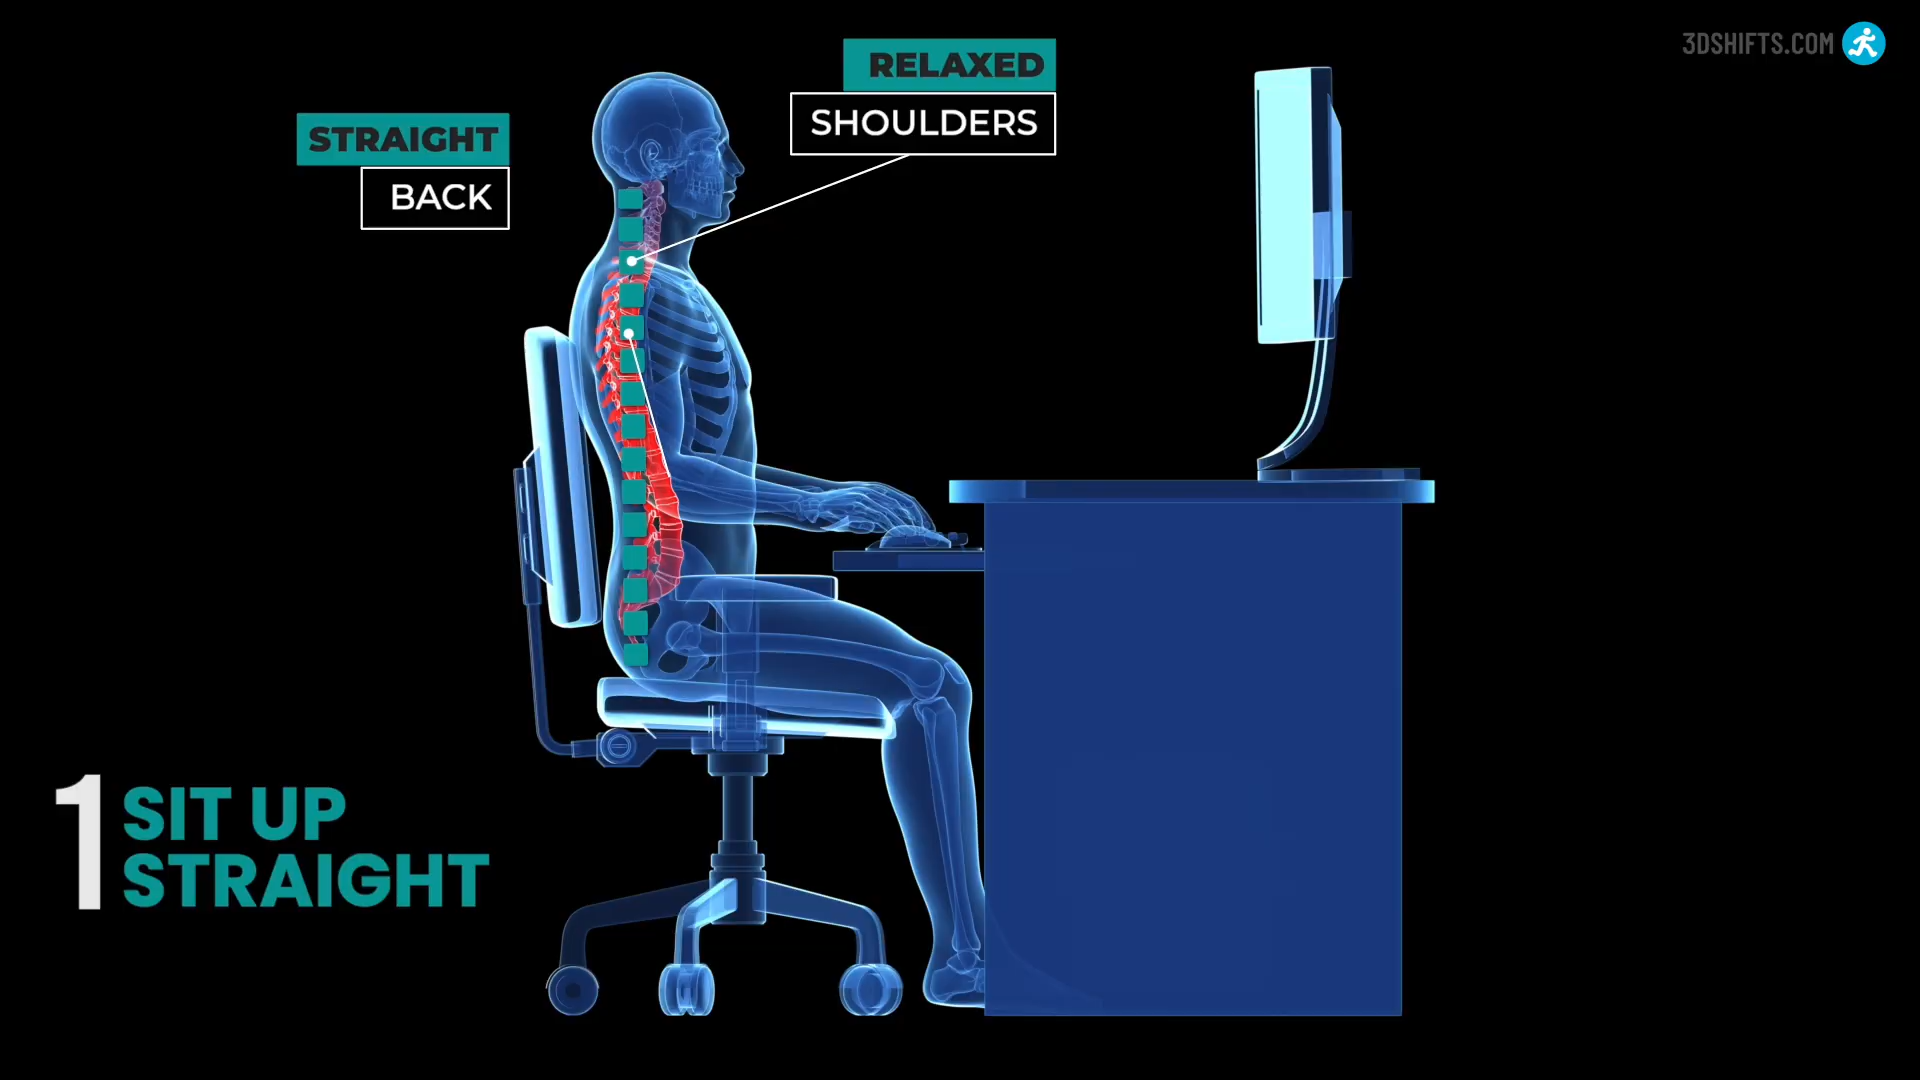 3DSHIFTS.COM
RELAXED
SHOULDERS
STRAIGHT
BACK
1 SIT UP
STRAIGHT